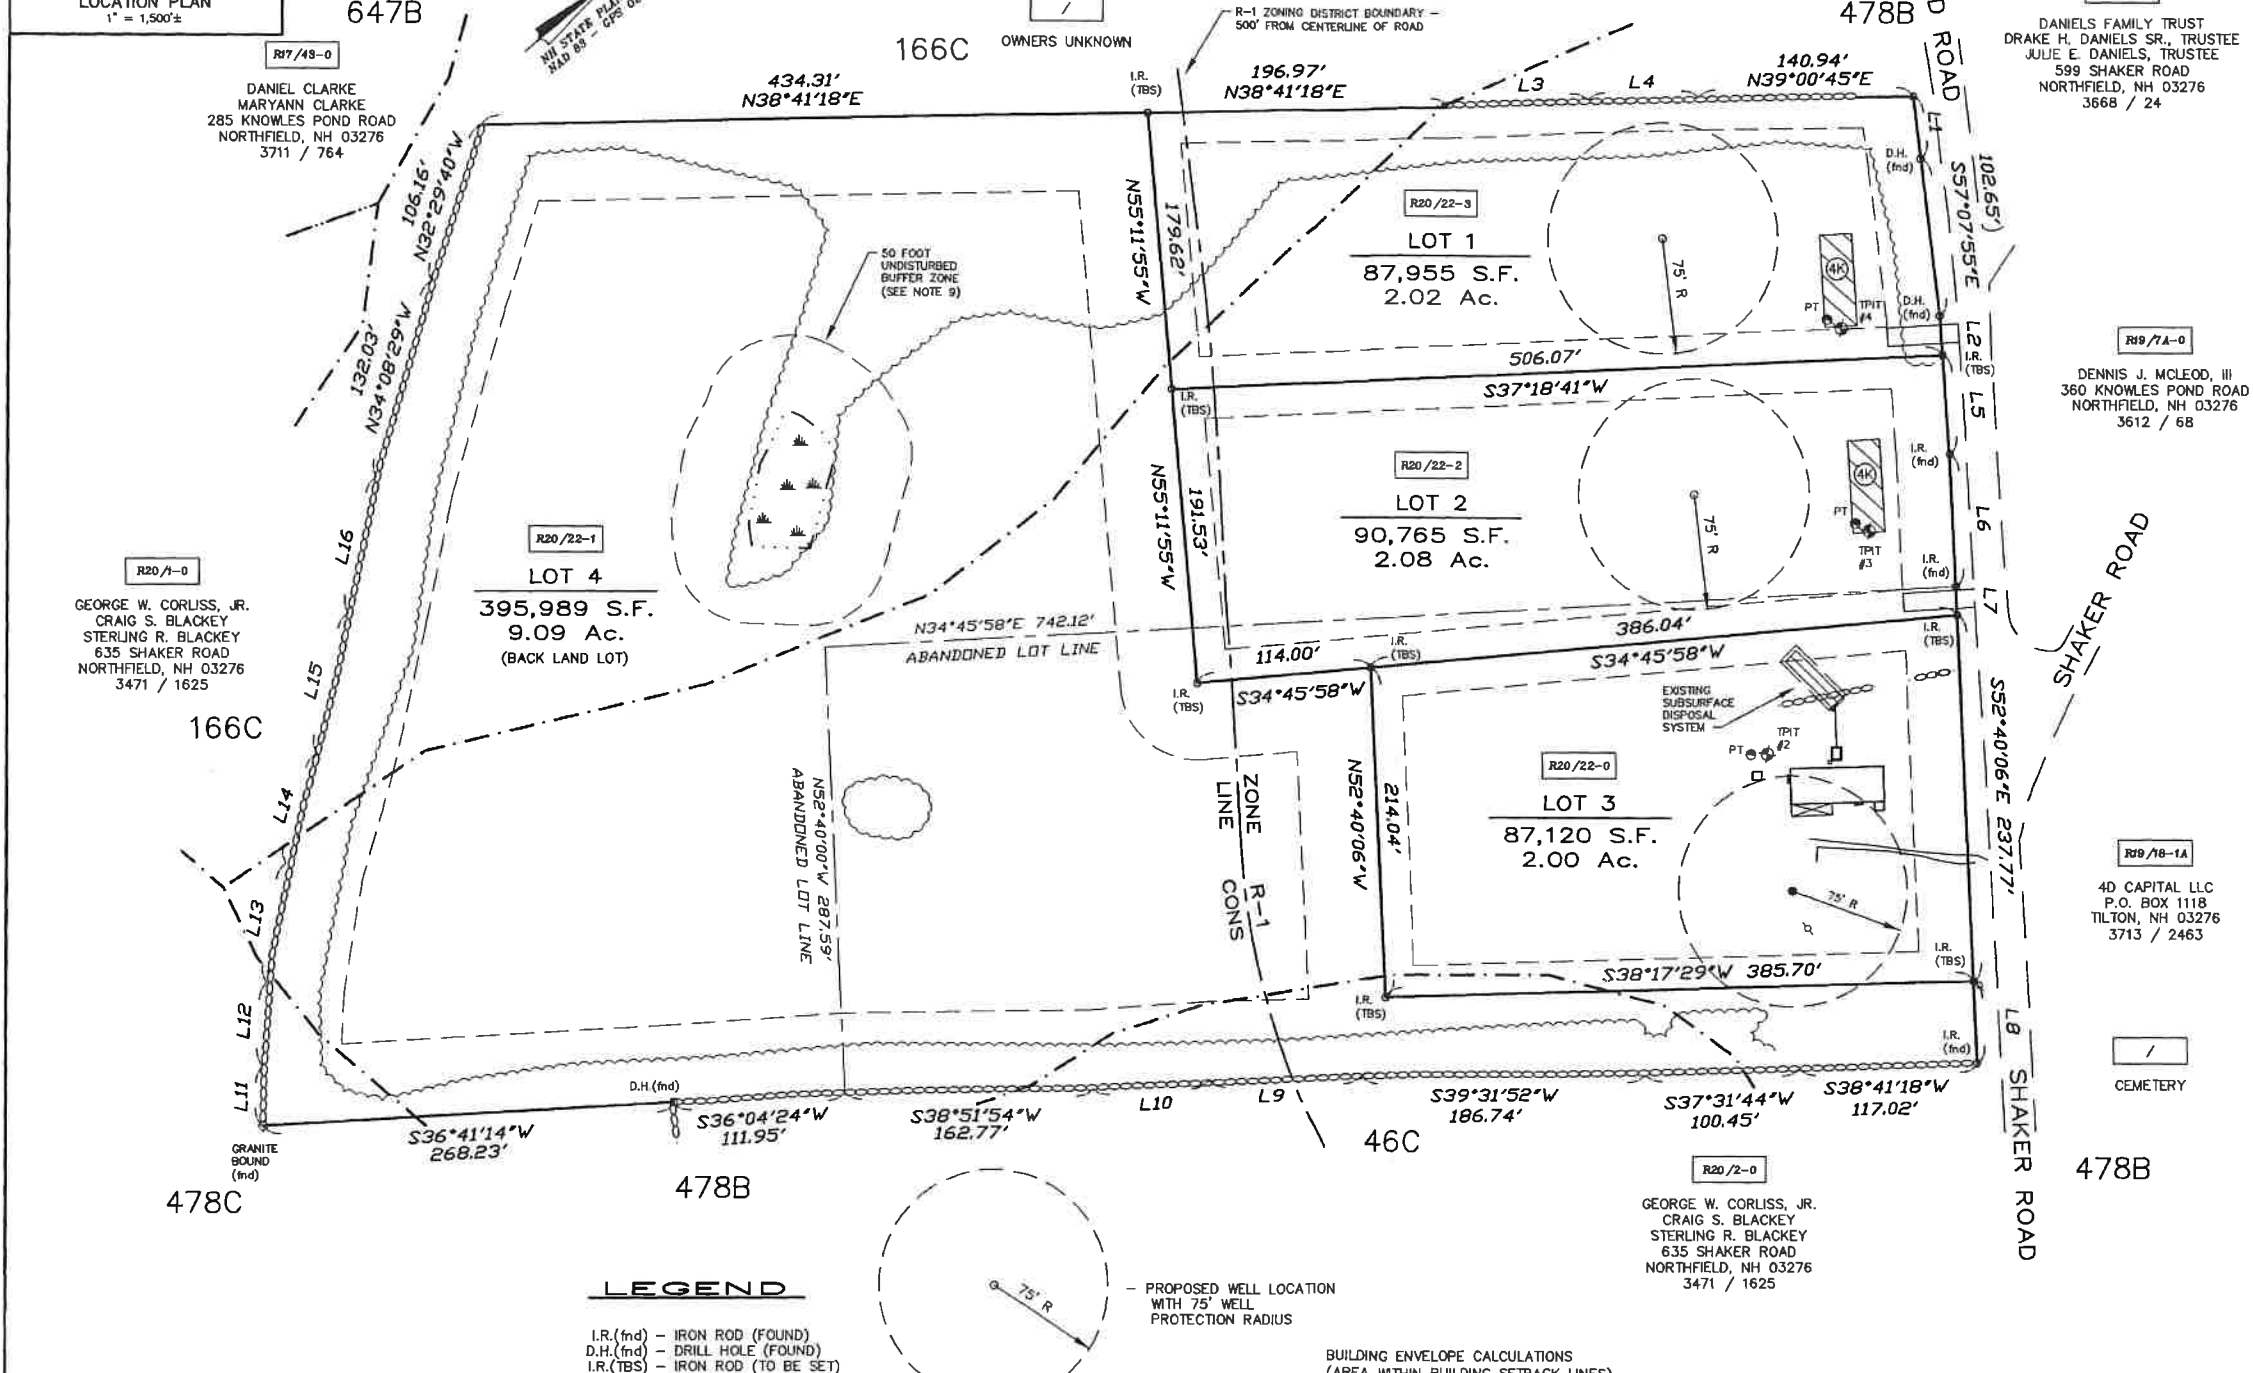 LOCATION PLAN
1" = 1,500'±
647B
R17/43-0
DANIEL CLARKE
MARYANN CLARKE
285 KNOWLES POND ROAD
NORTHFIELD, NH 03276
3711 / 764
NH STATE PLAN
NAD 83 - GPS
166C
/
OWNERS UNKNOWN
R-1 ZONING DISTRICT BOUNDARY -
500' FROM CENTERLINE OF ROAD
478B
ROAD
DANIELS FAMILY TRUST
DRAKE H. DANIELS SR., TRUSTEE
JULIE E. DANIELS, TRUSTEE
599 SHAKER ROAD
NORTHFIELD, NH 03276
3668 / 24
434.31'
N38°41'18"E
I.R.
(TBS)
196.97'
N38°41'18"E
L3
L4
140.94'
N39°00'45"E
L1
D.H.
(fnd)
102.65')
S57°07'55"E
106.16'
N32°29'40"W
132.03'
N34°08'29"W
N55°11'55"W
179.62'
50 FOOT
UNDISTURBED
BUFFER ZONE
(SEE NOTE 9)
R20/22-3
LOT 1
87,955 S.F.
2.02 Ac.
75' R
4K
PT
TPIT
#4
D.H.
(fnd)
L2
I.R.
(TBS)
506.07'
S37°18'41"W
I.R.
(TBS)
R19/7A-0
DENNIS J. MCLEOD, III
360 KNOWLES POND ROAD
NORTHFIELD, NH 03276
3612 / 68
L5
I.R.
(fnd)
L6
R20/22-2
LOT 2
90,765 S.F.
2.08 Ac.
75' R
4K
PT
TPIT
#3
I.R.
(fnd)
L7
N55°11'55"W
191.53'
L16
R20/22-1
LOT 4
395,989 S.F.
9.09 Ac.
(BACK LAND LOT)
R20/1-0
GEORGE W. CORLISS, JR.
CRAIG S. BLACKEY
STERLING R. BLACKEY
635 SHAKER ROAD
NORTHFIELD, NH 03276
3471 / 1625
166C
L15
N34°45'58"E 742.12'
ABANDONED LOT LINE
386.04'
S34°45'58"W
I.R.
(TBS)
I.R.
(TBS)
114.00'
S34°45'58"W
I.R.
(TBS)
SHAKER ROAD
EXISTING
SUBSURFACE
DISPOSAL
SYSTEM
PT
TPIT
#2
S52°40'06"E 237.77'
N52°40'00"W 287.59'
ABANDONED LOT LINE
ZONE
LINE
R-1
CONS
N52°40'06"W
214.04'
R20/22-0
LOT 3
87,120 S.F.
2.00 Ac.
75' R
R19/18-1A
4D CAPITAL LLC
P.O. BOX 1118
TILTON, NH 03276
3713 / 2463
L14
L13
L12
L11
S38°17'29"W 385.70'
I.R.
(TBS)
I.R.
(TBS)
L8
I.R.
(fnd)
SHAKER ROAD
/
CEMETERY
D.H.(fnd)
GRANITE
BOUND
(fnd)
S36°41'14"W
268.23'
S36°04'24"W
111.95'
S38°51'54"W
162.77'
L10
L9
S39°31'52"W
186.74'
S37°31'44"W
100.45'
S38°41'18"W
117.02'
478C
478B
46C
478B
R20/2-0
GEORGE W. CORLISS, JR.
CRAIG S. BLACKEY
STERLING R. BLACKEY
635 SHAKER ROAD
NORTHFIELD, NH 03276
3471 / 1625
LEGEND
I.R.(fnd) - IRON ROD (FOUND)
D.H.(fnd) - DRILL HOLE (FOUND)
I.R.(TBS) - IRON ROD (TO BE SET)
75' R
- PROPOSED WELL LOCATION
WITH 75' WELL
PROTECTION RADIUS
BUILDING ENVELOPE CALCULATIONS
(AREA WITHIN BUILDING SETBACK LINES)